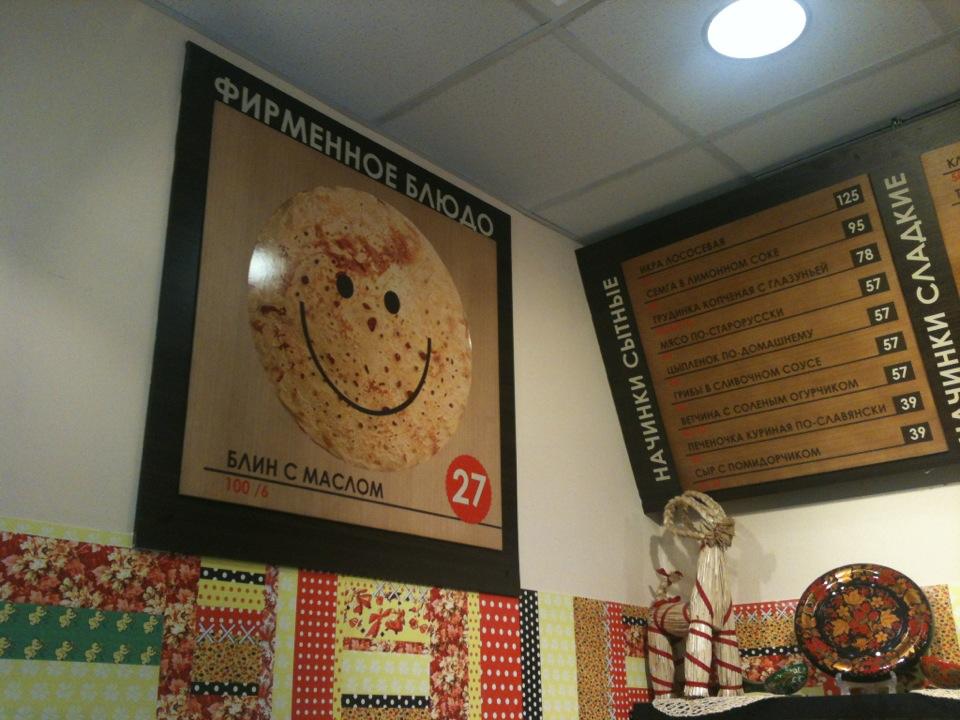 ФИРМЕННОЕ БЛЮДО
БЛИН С МАСЛОМ
100 /6
27
НАЧИНКИ СЫТНЫЕ
ИКРА ЛОСОСЕВАЯ 125
СЕМГА В ЛИМОННОМ СОКЕ 95
ГРУДИНКА КОПЧЕНАЯ С ГЛАЗУНЬЕЙ 78
МЯСО ПО-СТАРОРУССКИ 57
ЦЫПЛЕНОК ПО-ДОМАШНЕМУ 57
ГРИБЫ В СЛИВОЧНОМ СОУСЕ 57
ВЕТЧИНА С СОЛЕНЫМ ОГУРЧИКОМ 57
ПЕЧЕНОЧКА КУРИНАЯ ПО-СЛАВЯНСКИ 39
СЫР С ПОМИДОРЧИКОМ 39
НАЧИНКИ СЛАДКИЕ